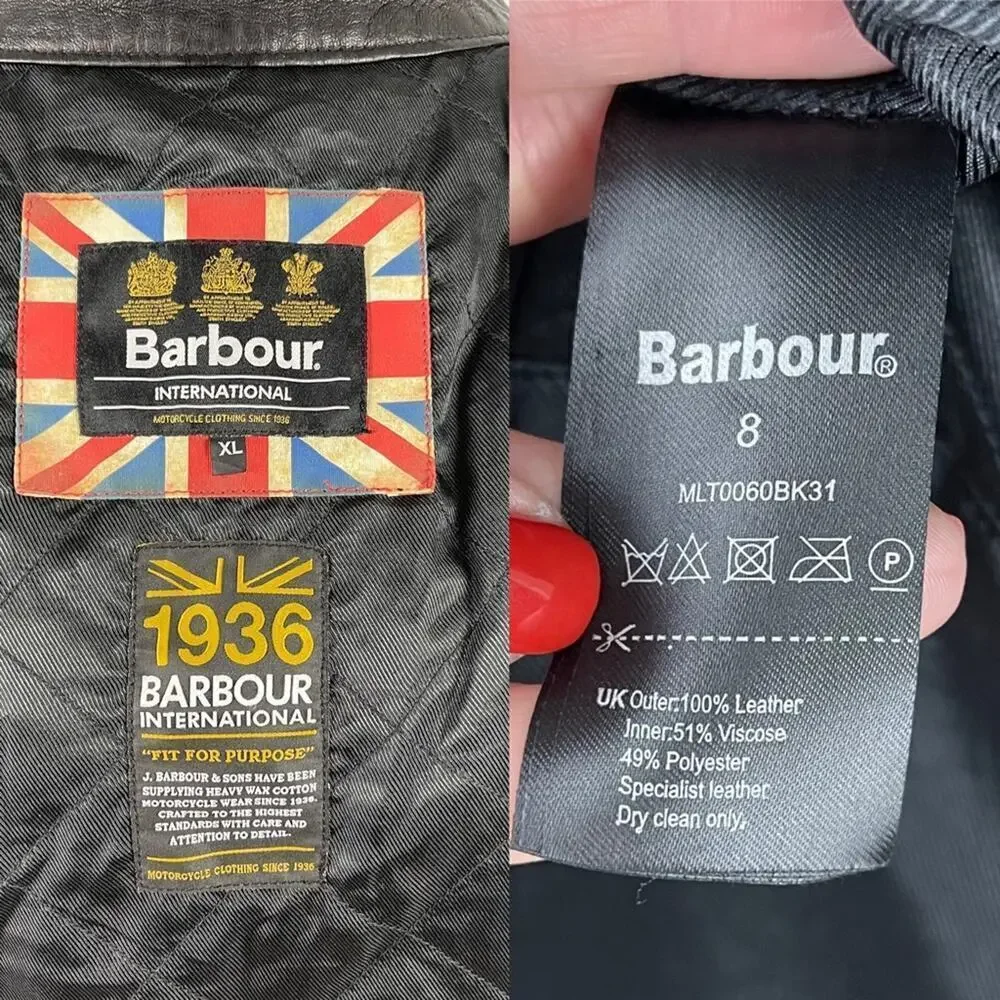 Barbour.
INTERNATIONAL
MOTORCYCLE CLOTHING SINCE 1936
XL
1936
BARBOUR
INTERNATIONAL
"FIT FOR PURPOSE"
J. BARBOUR & SONS HAVE BEEN
SUPPLYING HEAVY WAX COTTON
MOTORCYCLE WEAR SINCE 1936.
CRAFTED TO THE HIGHEST
STANDARDS WITH CARE AND
ATTENTION TO DETAIL.
MOTORCYCLE CLOTHING SINCE 1936
Barbour®
8
MLT0060BK31
P
UK Outer:100% Leather
Inner:51% Viscose
49% Polyester
Specialist leather
Dry clean only,